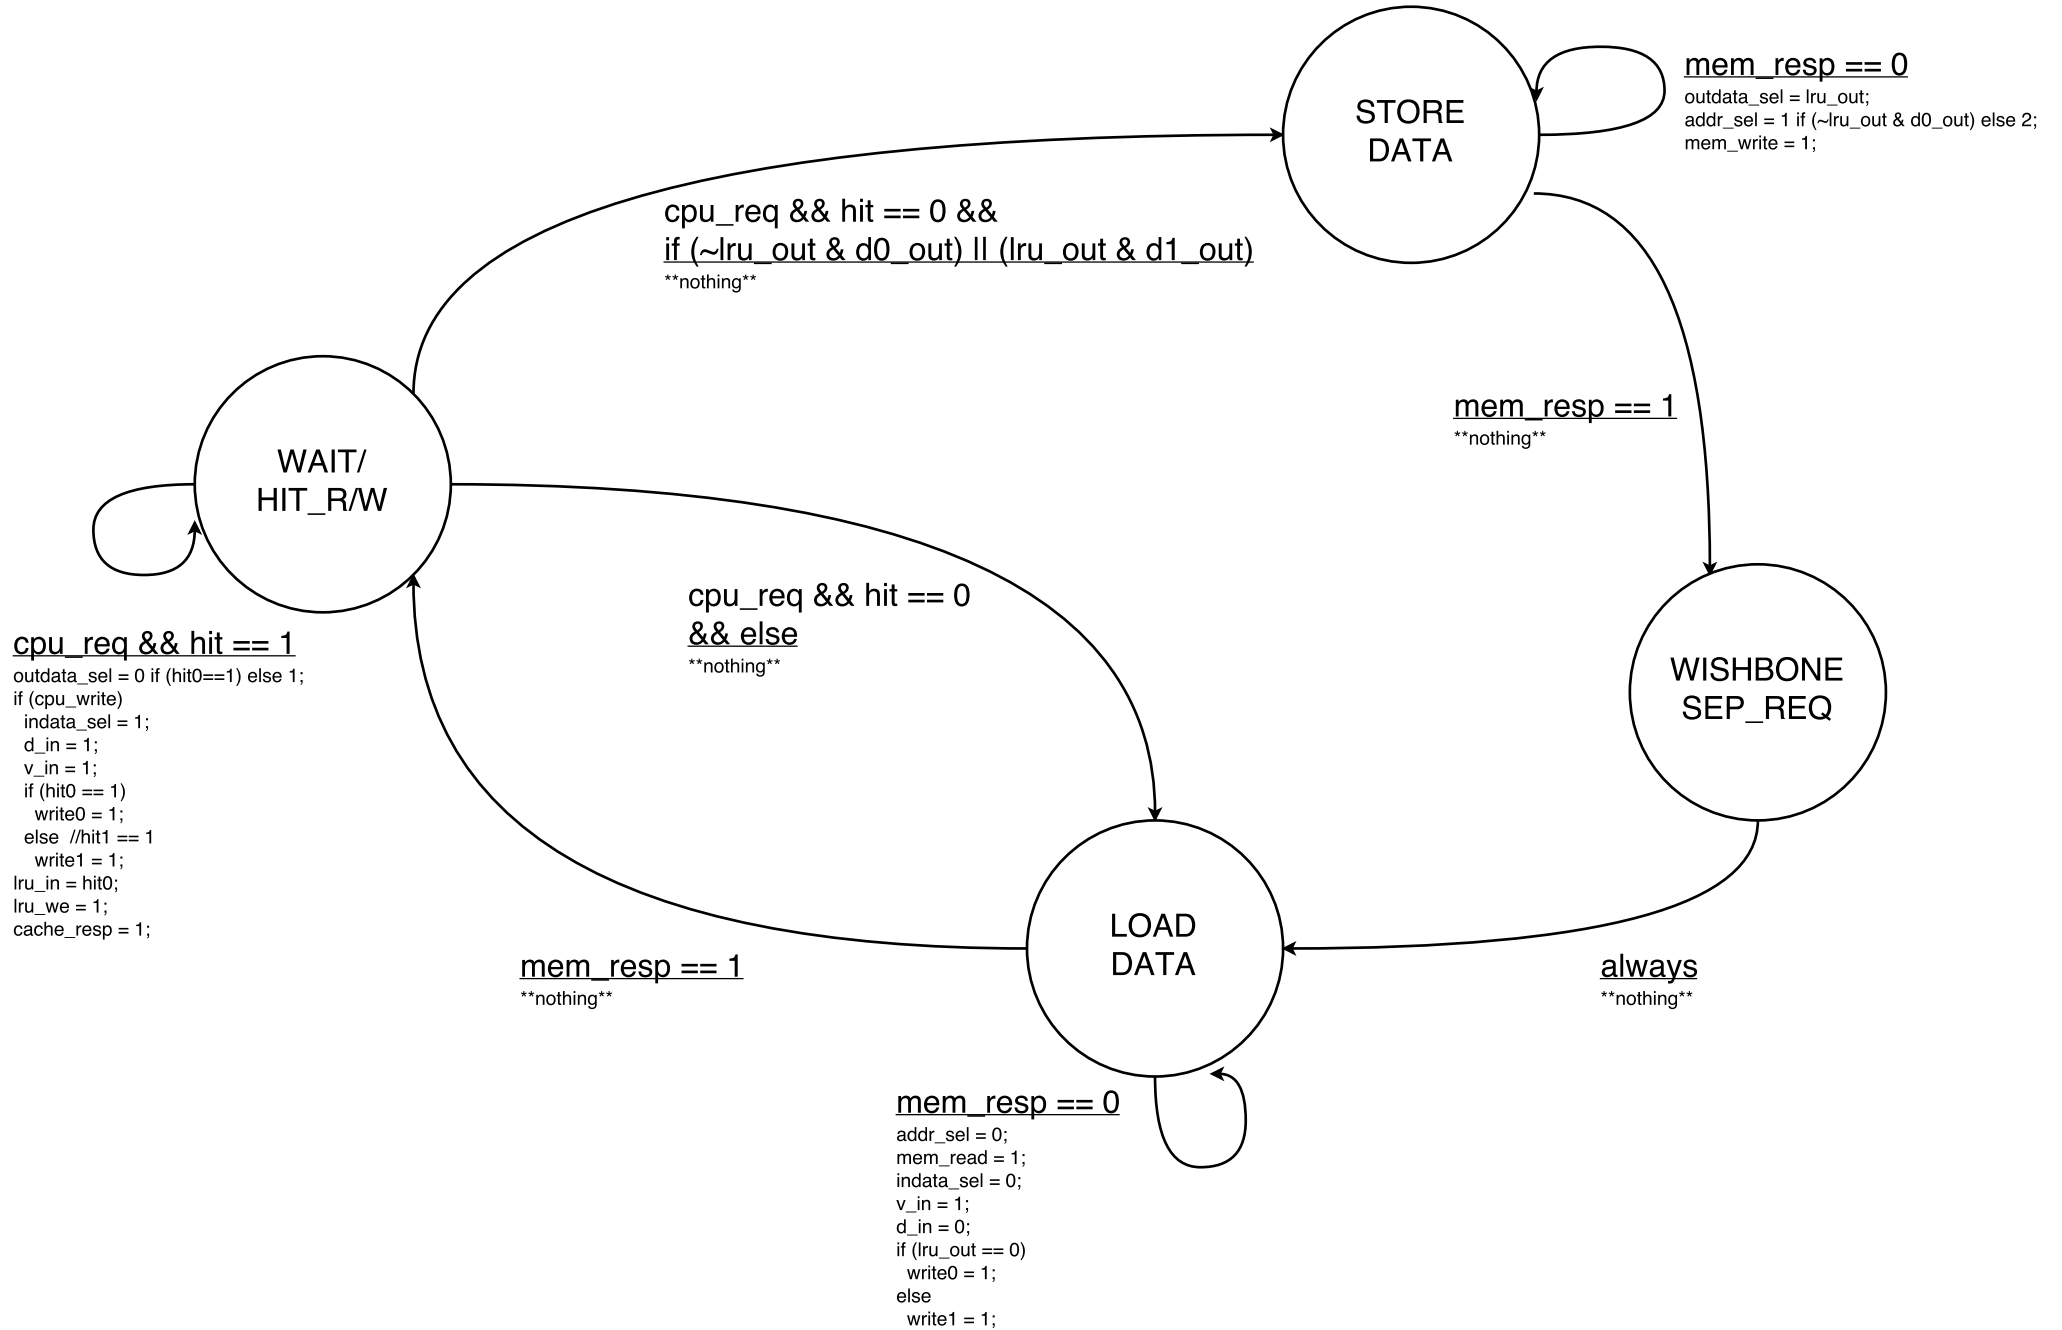 STORE
DATA
mem_resp == 0
outdata_sel = lru_out;
addr_sel = 1 if (~lru_out & d0_out) else 2;
mem_write = 1;
cpu_req && hit == 0 &&
if (~lru_out & d0_out) || (lru_out & d1_out)
**nothing**
mem_resp == 1
**nothing**
WAIT/
HIT_R/W
cpu_req && hit == 0
&& else
**nothing**
cpu_req && hit == 1
outdata_sel = 0 if (hit0==1) else 1;
if (cpu_write)
  indata_sel = 1;
  d_in = 1;
  v_in = 1;
  if (hit0 == 1)
    write0 = 1;
  else  //hit1 == 1
    write1 = 1;
lru_in = hit0;
lru_we = 1;
cache_resp = 1;
WISHBONE
SEP_REQ
LOAD
DATA
mem_resp == 1
**nothing**
always
**nothing**
mem_resp == 0
addr_sel = 0;
mem_read = 1;
indata_sel = 0;
v_in = 1;
d_in = 0;
if (lru_out == 0)
  write0 = 1;
else
  write1 = 1;